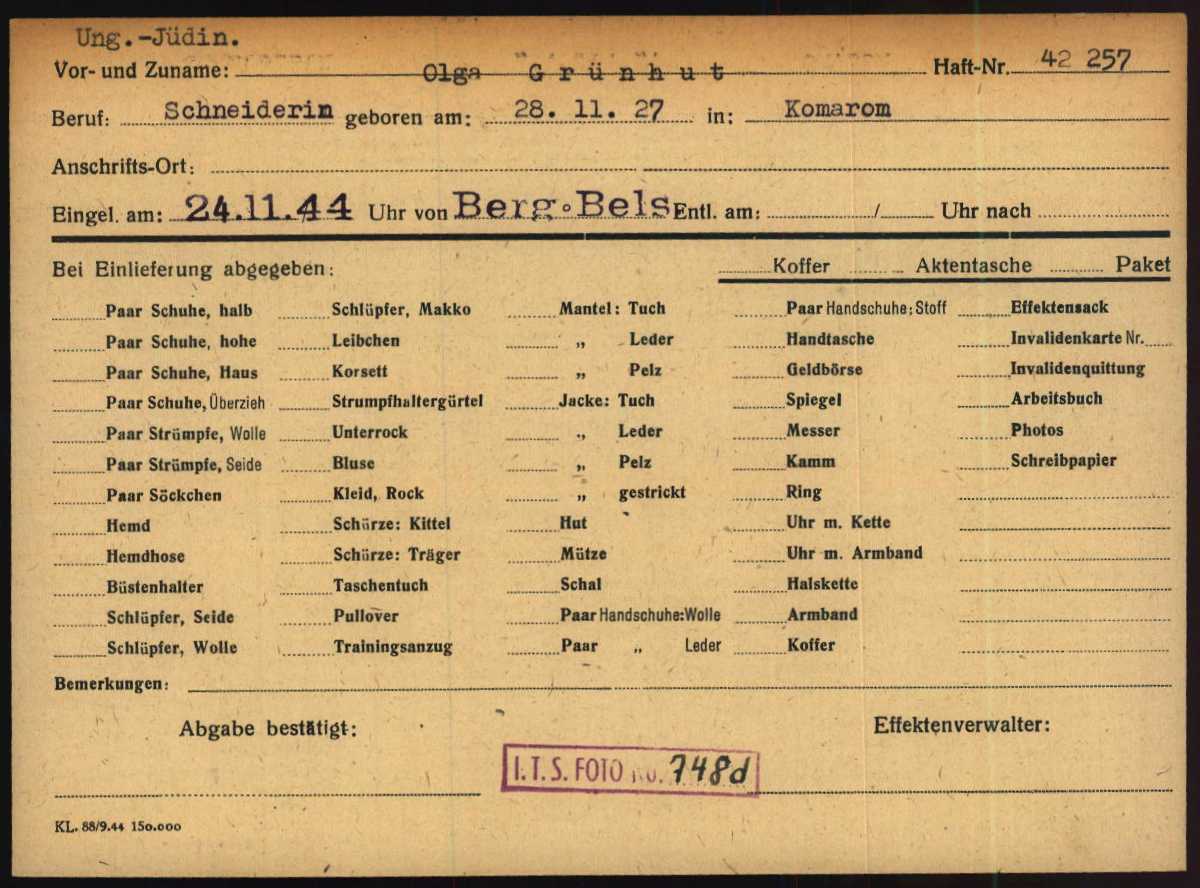 Ung.-Jüdin.
Vor- und Zuname: Olga Grünhut Haft-Nr. 42 257
Beruf: Schneiderin geboren am: 28. 11. 27 in: Komarom
Anschrifts-Ort:
Eingel. am: 24.11.44 Uhr von Berg-Bels Entl. am: / Uhr nach
Bei Einlieferung abgegeben: Koffer Aktentasche Paket
Paar Schuhe, halb Schlüpfer, Makko Mantel: Tuch Paar Handschuhe: Stoff Effektensack
Paar Schuhe, hohe Leibchen „ Leder Handtasche Invalidenkarte Nr.
Paar Schuhe, Haus Korsett „ Pelz Geldbörse Invalidenquittung
Paar Schuhe, Überzieh Strumpfhaltergürtel Jacke: Tuch Spiegel Arbeitsbuch
Paar Strümpfe, Wolle Unterrock „ Leder Messer Photos
Paar Strümpfe, Seide Bluse „ Pelz Kamm Schreibpapier
Paar Söckchen Kleid, Rock „ gestrickt Ring
Hemd Schürze: Kittel Hut Uhr m. Kette
Hemdhose Schürze: Träger Mütze Uhr m. Armband
Büstenhalter Taschentuch Schal Halskette
Schlüpfer, Seide Pullover Paar Handschuhe: Wolle Armband
Schlüpfer, Wolle Trainingsanzug Paar „ Leder Koffer
Bemerkungen:
Abgabe bestätigt: Effektenverwalter:
I.T.S. FOTO No. 748d
KL. 88/9.44 150.000